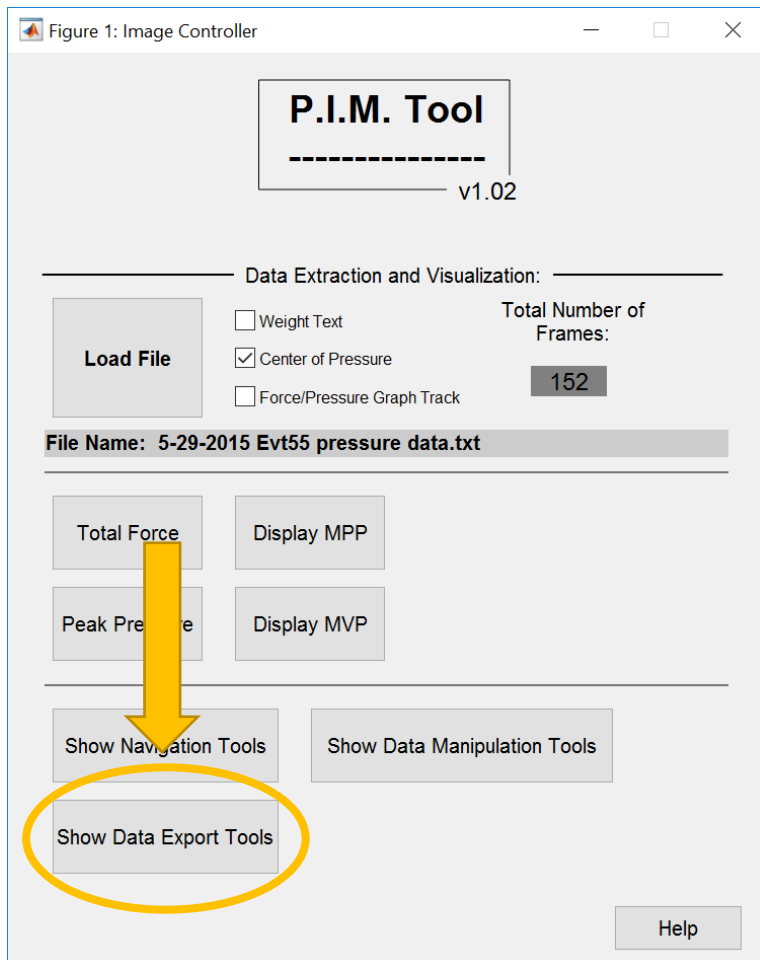 Figure 1: Image Controller
P.I.M. Tool
---------------
v1.02
Data Extraction and Visualization:
Load File
Weight Text
Center of Pressure
Force/Pressure Graph Track
Total Number of
Frames:
152
File Name: 5-29-2015 Evt55 pressure data.txt
Total Force
Display MPP
Peak Pre e
Display MVP
Show Navigation Tools
Show Data Manipulation Tools
Show Data Export Tools
Help